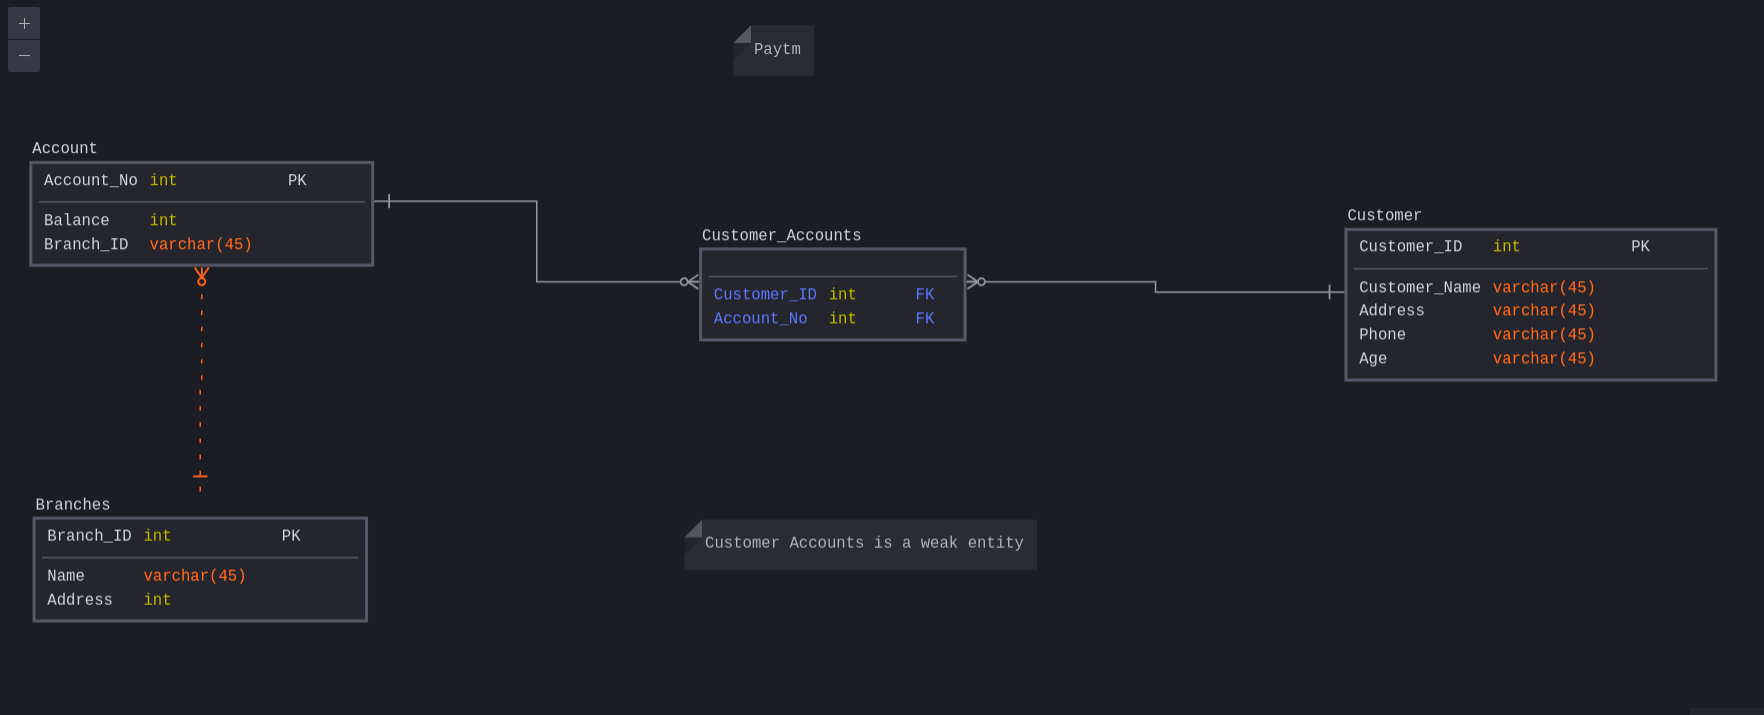 Paytm
Account
Account_No int PK
Balance int
Branch_ID varchar(45)
Customer_Accounts
Customer_ID int FK
Account_No int FK
Customer
Customer_ID int PK
Customer_Name varchar(45)
Address varchar(45)
Phone varchar(45)
Age varchar(45)
Branches
Branch_ID int PK
Name varchar(45)
Address int
Customer Accounts is a weak entity